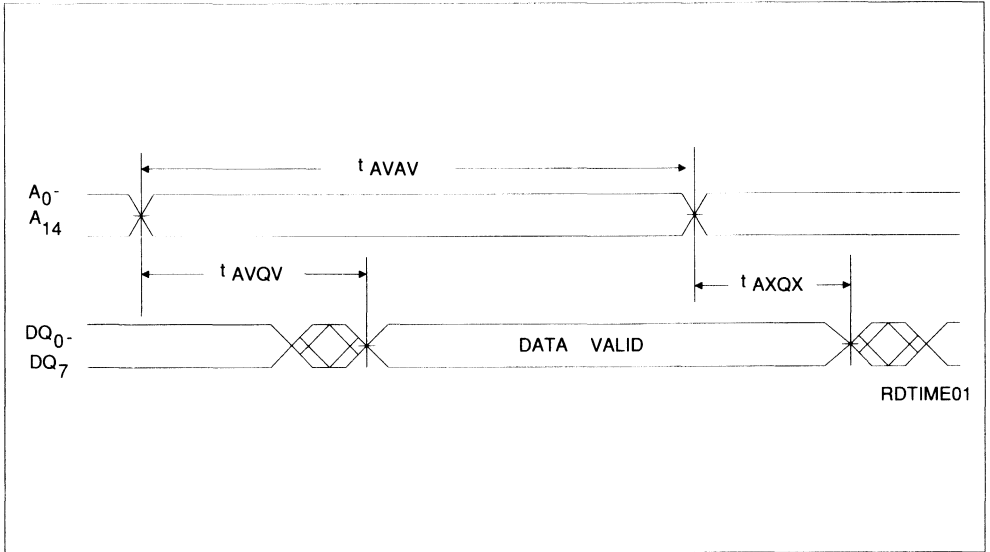 t AVAV
A0-
A14
t AVQV
t AXQX
DQ0-
DQ7
DATA VALID
RDTIME01